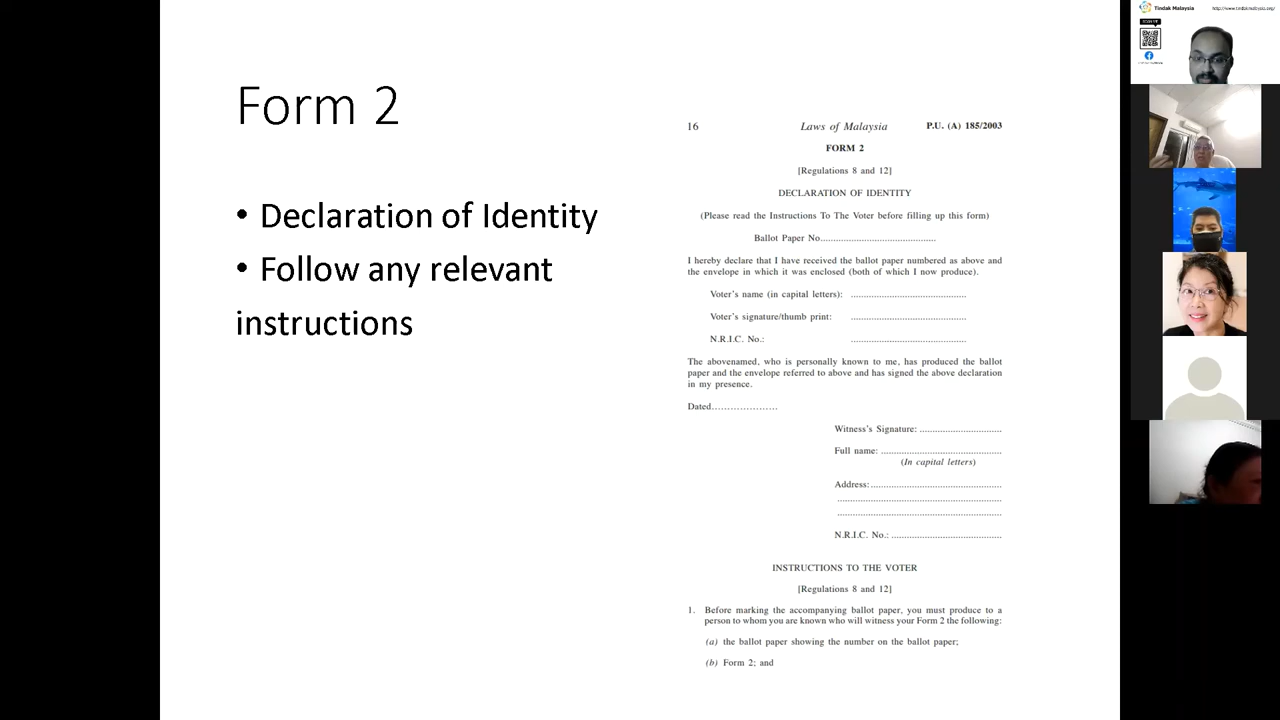 Form 2
• Declaration of Identity
• Follow any relevant
instructions
16 Laws of Malaysia P.U. (A) 185/2003
FORM 2
[Regulations 8 and 12]
DECLARATION OF IDENTITY
(Please read the Instructions To The Voter before filling up this form)
Ballot Paper No.....................................
I hereby declare that I have received the ballot paper numbered as above and
the envelope in which it was enclosed (both of which I now produce).
Voter's name (in capital letters): .....................................
Voter's signature/thumb print: .....................................
N.R.I.C. No.: .....................................
The abovenamed, who is personally known to me, has produced the ballot
paper and the envelope referred to above and has signed the above declaration
in my presence.
Dated.....................
Witness's Signature: ................................
Full name: .......................................
(In capital letters)
Address: ..........................................
.....................................................
.....................................................
N.R.I.C. No.: ...................................
INSTRUCTIONS TO THE VOTER
[Regulations 8 and 12]
1. Before marking the accompanying ballot paper, you must produce to a
person to whom you are known who will witness your Form 2 the following:
(a) the ballot paper showing the number on the ballot paper;
(b) Form 2; and
Tindak Malaysia http://www.tindakmalaysia.org/